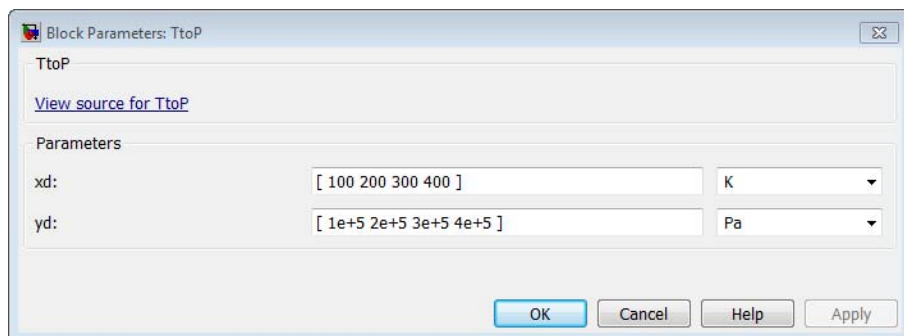 Block Parameters: TtoP
TtoP
View source for TtoP
Parameters
xd: [ 100 200 300 400 ] K
yd: [ 1e+5 2e+5 3e+5 4e+5 ] Pa
OK Cancel Help Apply